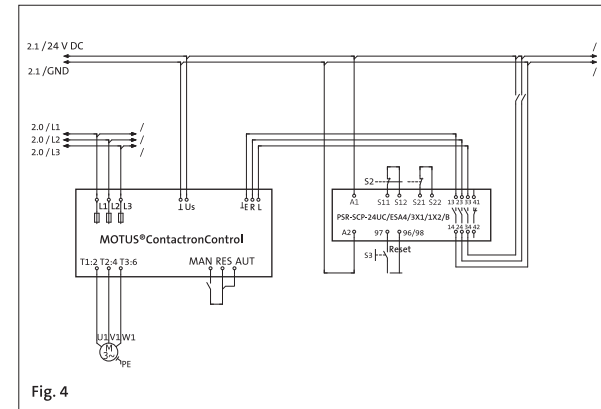 2.1 / 24 V DC
2.1 /GND
/
/
2.0 / L1
2.0 / L2
2.0 / L3
/
/
/
L1 L2 L3
⊥ Us
⊥E R L
MOTUS®ContactronControl
T1:2 T2:4 T3:6
MAN RES AUT
U1 V1 W1
M
3~
PE
S2
A1 S11 S12 S21 S22
13 23 33 41
PSR-SCP-24UC/ESA4/3X1/1X2/B
A2 97 96/98
14 24 34 42
S3
Reset
Fig. 4